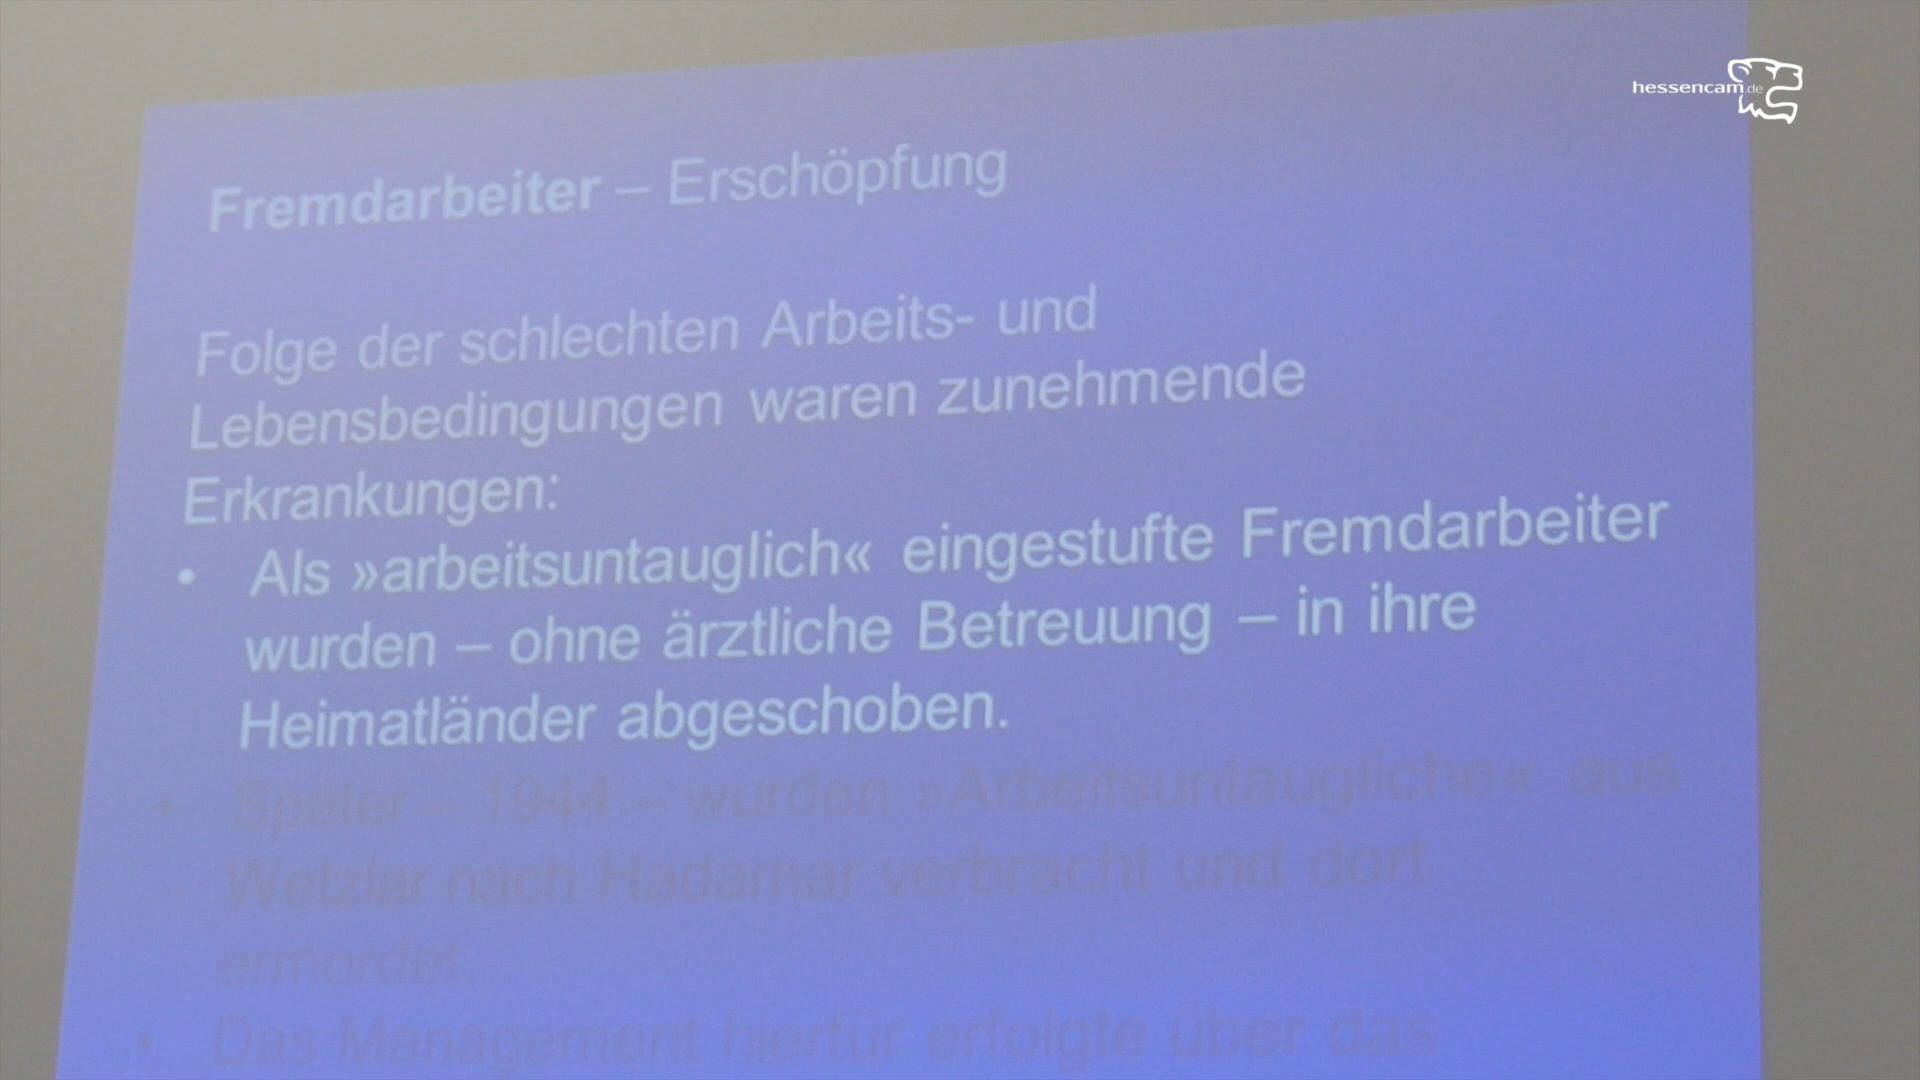 hessencam.de
Fremdarbeiter – Erschöpfung
Folge der schlechten Arbeits- und
Lebensbedingungen waren zunehmende
Erkrankungen:
• Als »arbeitsuntauglich« eingestufte Fremdarbeiter
wurden – ohne ärztliche Betreuung – in ihre
Heimatländer abgeschoben.
• Später – 1944 – wurden »Arbeitsuntaugliche« aus
Wetzlar nach Hadamar verbracht und dort
ermordet.
• Das Management hierfür erfolgte über das